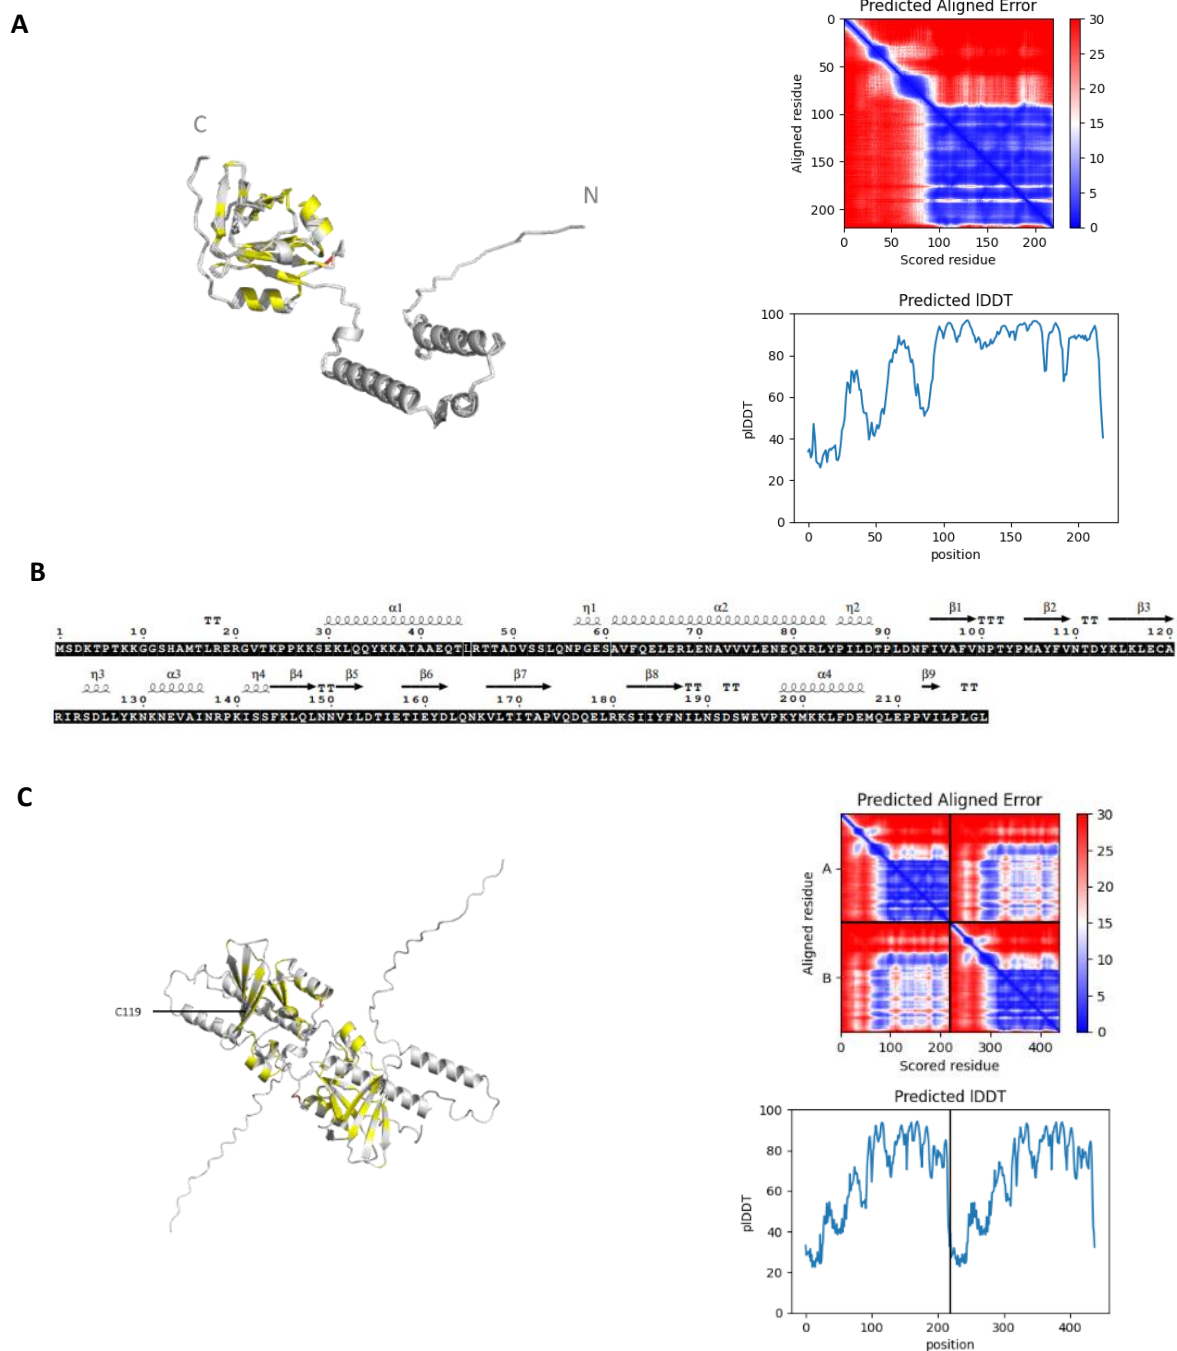 A
Predicted Aligned Error
0
50
100
150
200
Aligned residue
0 50 100 150 200
Scored residue
30
25
20
15
10
5
0
C
N
Predicted lDDT
100
80
60
40
20
0
plDDT
0 50 100 150 200
position
B
TT α1 η1 α2 η2 β1 TTT β2 TT β3
1 10 20 30 40 50 60 70 80 90 100 110 120
MSDKTPTKKGGSHAMTLRERGVTKPPKKSEKLQQYKKAIAAEQTLRTTADVSSLQNPGESAVFQELERLENAVVVLENEQKRLYPILDTPLDNFIVAFVNPTYPMAYFVNTDYKLKLECA
η3 α3 η4 β4 TT β5 β6 β7 β8 TT TT α4 β9 TT
130 140 150 160 170 180 190 200 210
RIRSDLLYKNKNEVAINRPKISSFKLQLNNVILDTIETIEYDLQNKVLTITAPVQDQELRKSIIYFNILNSDSWEVPKYMKKLFDEMQLEPPVILPLGL
C
C119
Predicted Aligned Error
A
B
Aligned residue
0 100 200 300 400
Scored residue
30
25
20
15
10
5
0
Predicted lDDT
100
80
60
40
20
0
plDDT
0 100 200 300 400
position